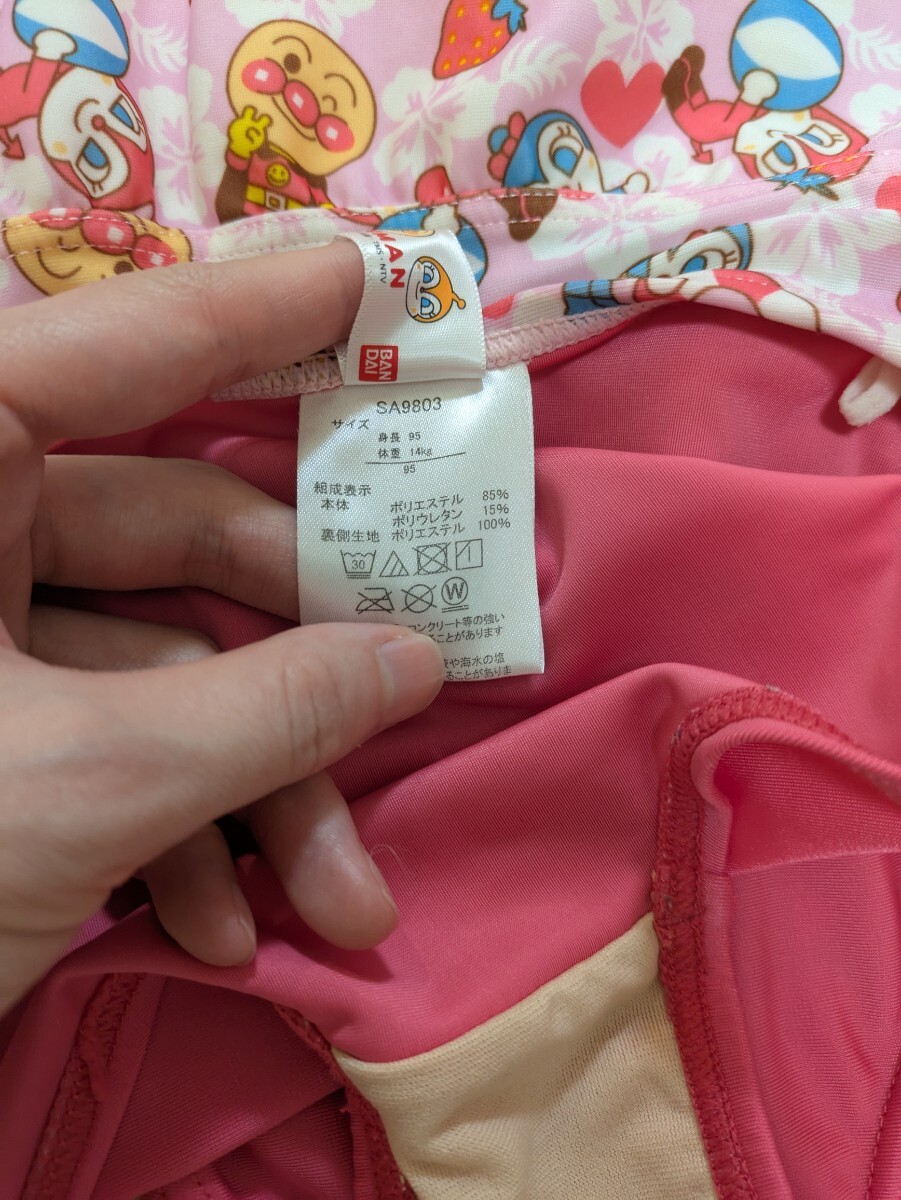 MAN
NTV
BAN
DAI
SA9803
サイズ
身長 95
体重 14kg
95
組成表示
本体 ポリエステル 85%
ポリウレタン 15%
裏側生地 ポリエステル 100%
30
W
コンクリート等の強い
ることがあります
や海水の塩
ることがありま